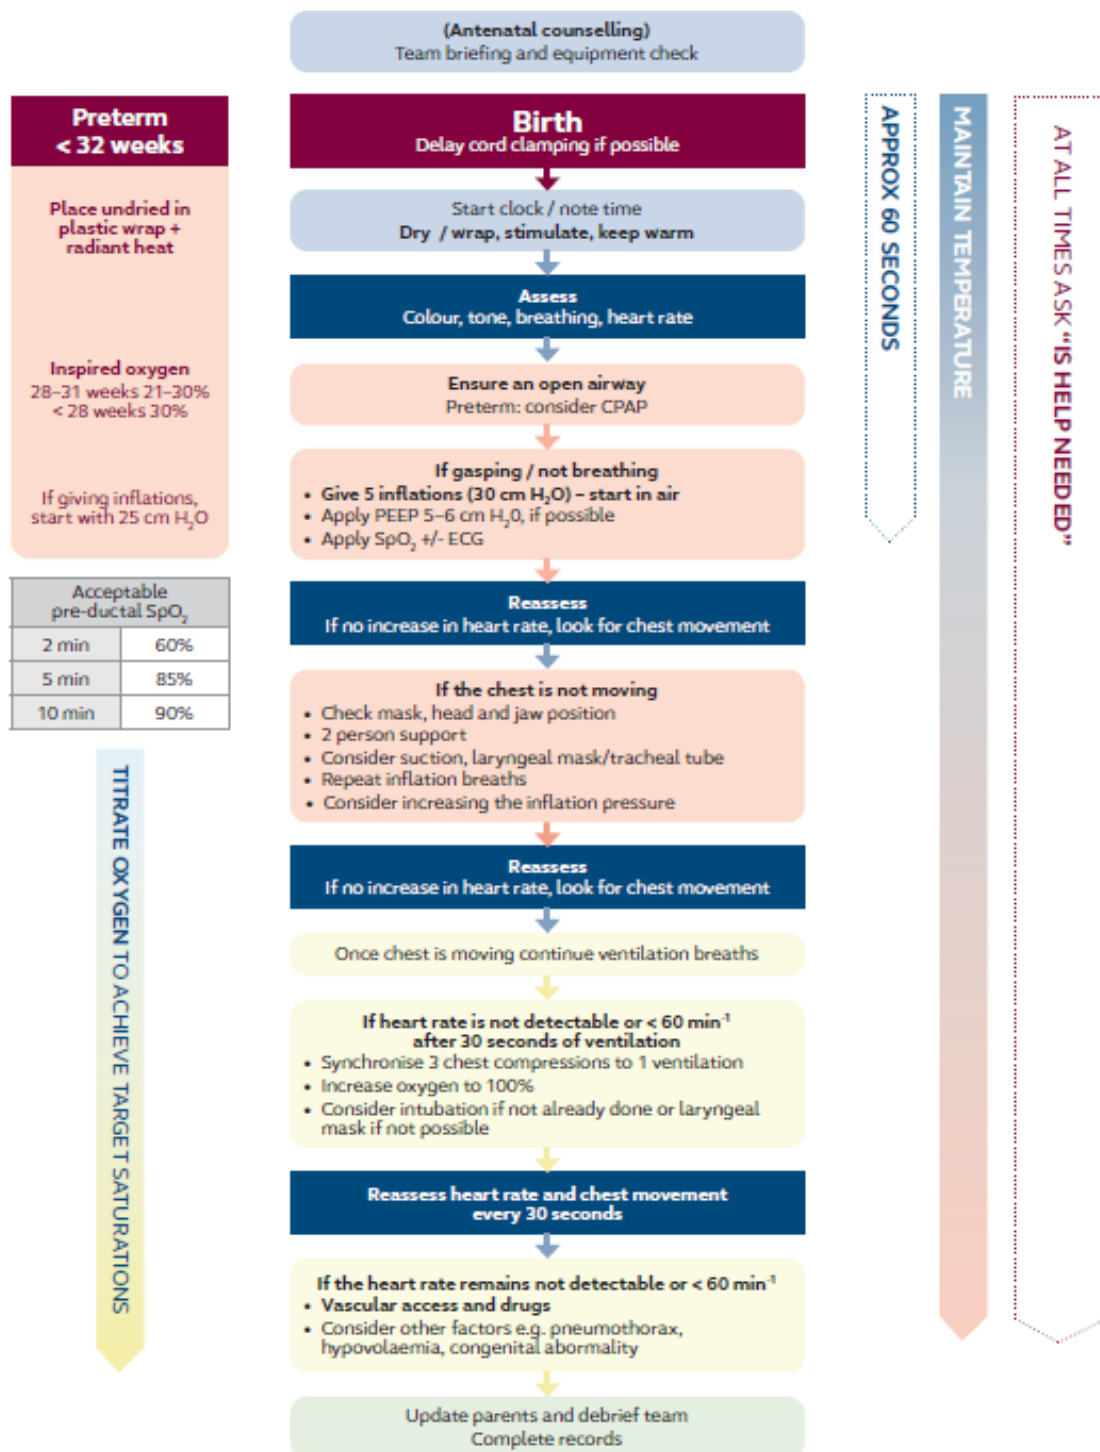 (Antenatal counselling)
Team briefing and equipment check
Preterm
< 32 weeks
Place undried in
plastic wrap +
radiant heat
Inspired oxygen
28–31 weeks 21–30%
< 28 weeks 30%
If giving inflations,
start with 25 cm H₂O
Acceptable
pre-ductal SpO₂
2 min 60%
5 min 85%
10 min 90%
TITRATE OXYGEN TO ACHIEVE TARGET SATURATIONS
Birth
Delay cord clamping if possible
Start clock / note time
Dry / wrap, stimulate, keep warm
Assess
Colour, tone, breathing, heart rate
Ensure an open airway
Preterm: consider CPAP
If gasping / not breathing
• Give 5 inflations (30 cm H₂O) – start in air
• Apply PEEP 5–6 cm H₂0, if possible
• Apply SpO₂ +/- ECG
Reassess
If no increase in heart rate, look for chest movement
If the chest is not moving
• Check mask, head and jaw position
• 2 person support
• Consider suction, laryngeal mask/tracheal tube
• Repeat inflation breaths
• Consider increasing the inflation pressure
Reassess
If no increase in heart rate, look for chest movement
Once chest is moving continue ventilation breaths
If heart rate is not detectable or < 60 min⁻¹
after 30 seconds of ventilation
• Synchronise 3 chest compressions to 1 ventilation
• Increase oxygen to 100%
• Consider intubation if not already done or laryngeal
mask if not possible
Reassess heart rate and chest movement
every 30 seconds
If the heart rate remains not detectable or < 60 min⁻¹
• Vascular access and drugs
• Consider other factors e.g. pneumothorax,
hypovolaemia, congenital abormality
Update parents and debrief team
Complete records
APPROX 60 SECONDS
MAINTAIN TEMPERATURE
AT ALL TIMES ASK "IS HELP NEEDED"